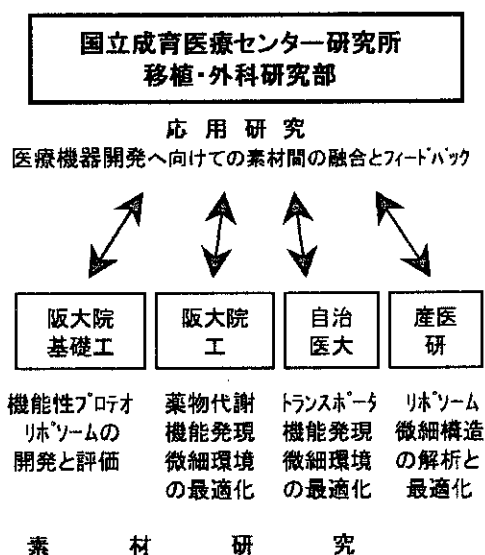 国立成育医療センター研究所
移植・外科研究部
応用研究
医療機器開発へ向けての素材間の融合とフィードバック
阪大院
基礎工
阪大院
工
自治
医大
産医
研
機能性プロテオ
リポソームの
開発と評価
薬物代謝
機能発現
微細環境
の最適化
トランスポータ
機能発現
微細環境
の最適化
リポソーム
微細構造
の解析と
最適化
素材研究